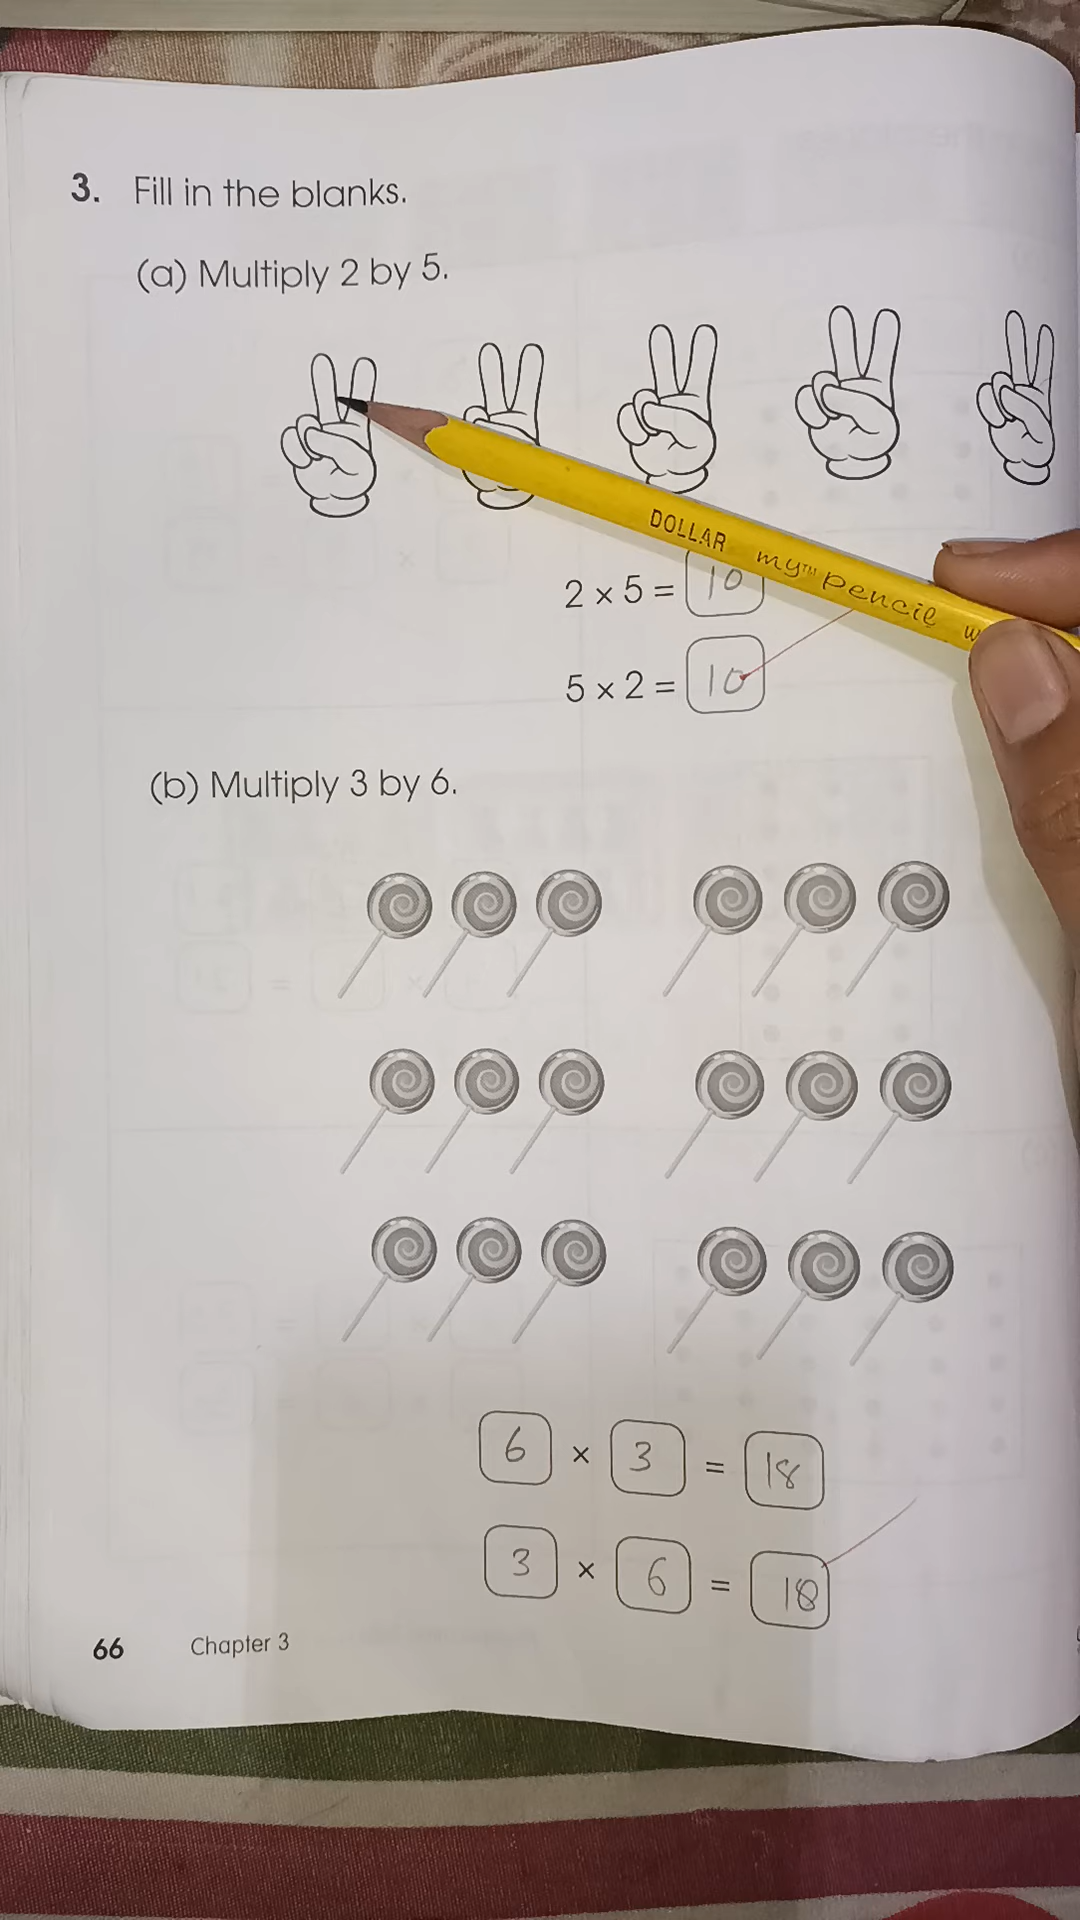 3. Fill in the blanks.
(a) Multiply 2 by 5.
DOLLAR my™ pencil w
2 × 5 = 10
5 × 2 = 10
(b) Multiply 3 by 6.
6 × 3 = 18
3 × 6 = 18
66 Chapter 3